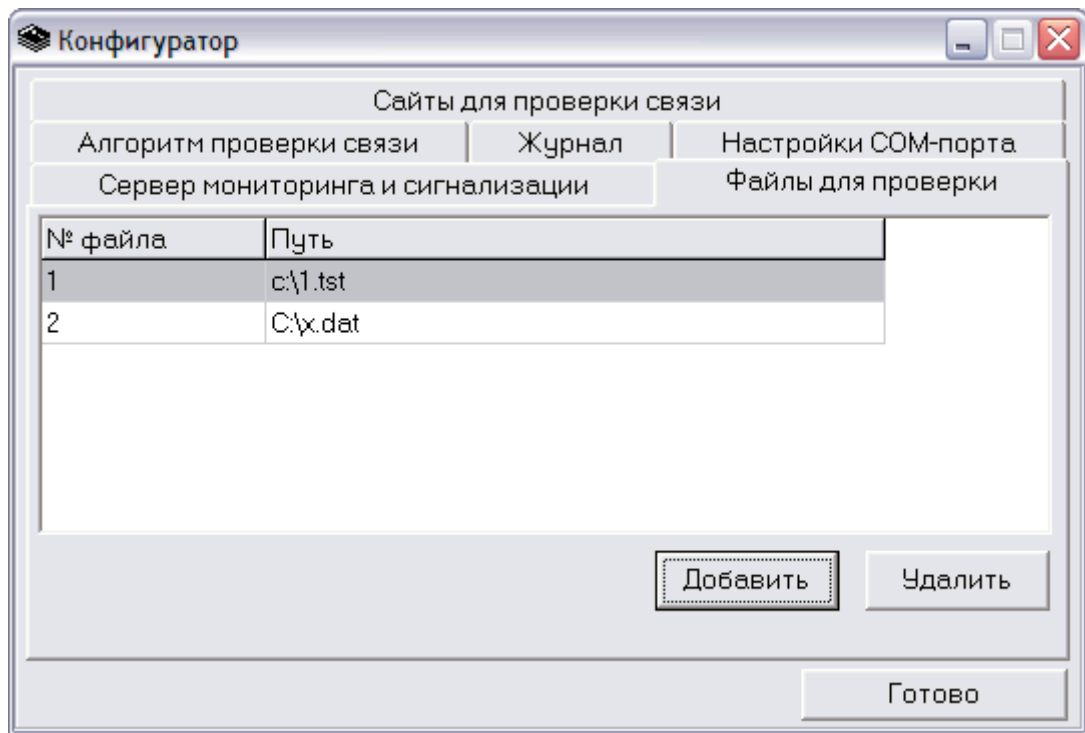 Конфигуратор
Сайты для проверки связи
Алгоритм проверки связи Журнал Настройки COM-порта
Сервер мониторинга и сигнализации Файлы для проверки
№ файла Путь
1 c:\1.tst
2 C:\x.dat
Добавить Удалить
Готово